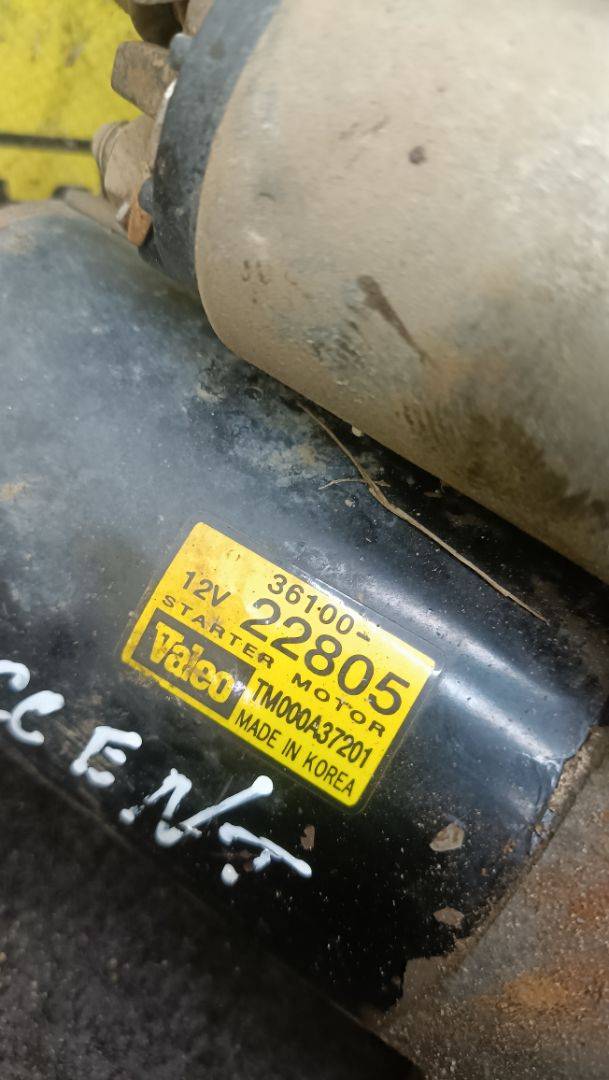 36100-
12V 22805
STARTER MOTOR
Valeo TM000A37201
MADE IN KOREA
CCENT